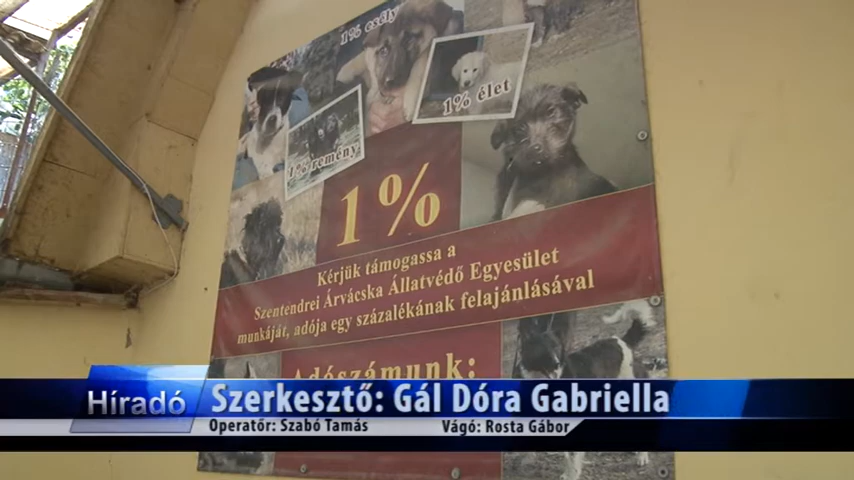 1% esély
1% élet
1% remény
1%
Kérjük támogassa a
Szentendrei Árvácska Állatvédő Egyesület
munkáját, adója egy százalékának felajánlásával
Adószámunk:
Híradó
Szerkesztő: Gál Dóra Gabriella
Operatőr: Szabó Tamás
Vágó: Rosta Gábor